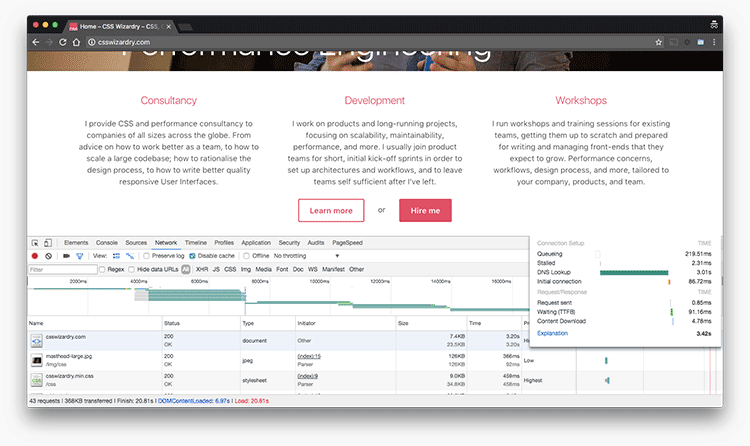 Home – CSS Wizardry – CSS, 
csswizardry.com
Performance Engineering
Consultancy
I provide CSS and performance consultancy to
companies of all sizes across the globe. From
advice on how to work better as a team, to how to
scale a large codebase; how to rationalise the
design process, to how to write better quality
responsive User Interfaces.
Development
I work on products and long-running projects,
focusing on scalability, maintainability,
performance, and more. I usually join product
teams for short, initial kick-off sprints in order to
set up architectures and workflows, and to leave
teams self sufficient after I've left.
Workshops
I run workshops and training sessions for existing
teams, getting them up to scratch and prepared
for writing and managing front-ends that they
expect to grow. Performance concerns,
workflows, design process, and more, tailored to
your company, products, and team.
Learn more or Hire me
Elements Console Sources Network Timeline Profiles Application Security Audits PageSpeed
View: Preserve log Disable cache Offline No throttling
Filter Regex Hide data URLs All XHR JS CSS Img Media Font Doc WS Manifest Other
2000ms 4000ms 6000ms 8000ms 10000ms 12000ms 14000ms 16000ms
Connection Setup TIME
Queueing 219.51ms
Stalled 2.31ms
DNS Lookup 3.01s
Initial connection 86.72ms
Request/Response TIME
Request sent 0.85ms
Waiting (TTFB) 91.16ms
Content Download 4.78ms
Explanation 3.42s
Name Status Type Initiator Size Time
csswizardry.com 200 OK document Other 7.4KB 23.5KB 3.20s 3.20s
masthead-large.jpg /img/css 200 OK jpeg (index):15 Parser 126KB 126KB 366ms 92ms Low
csswizardry.min.css /css 200 OK stylesheet (index):9 Parser 9.0KB 34.8KB 459ms 458ms Highest
43 requests | 368KB transferred | Finish: 20.81s | DOMContentLoaded: 6.97s | Load: 20.81s